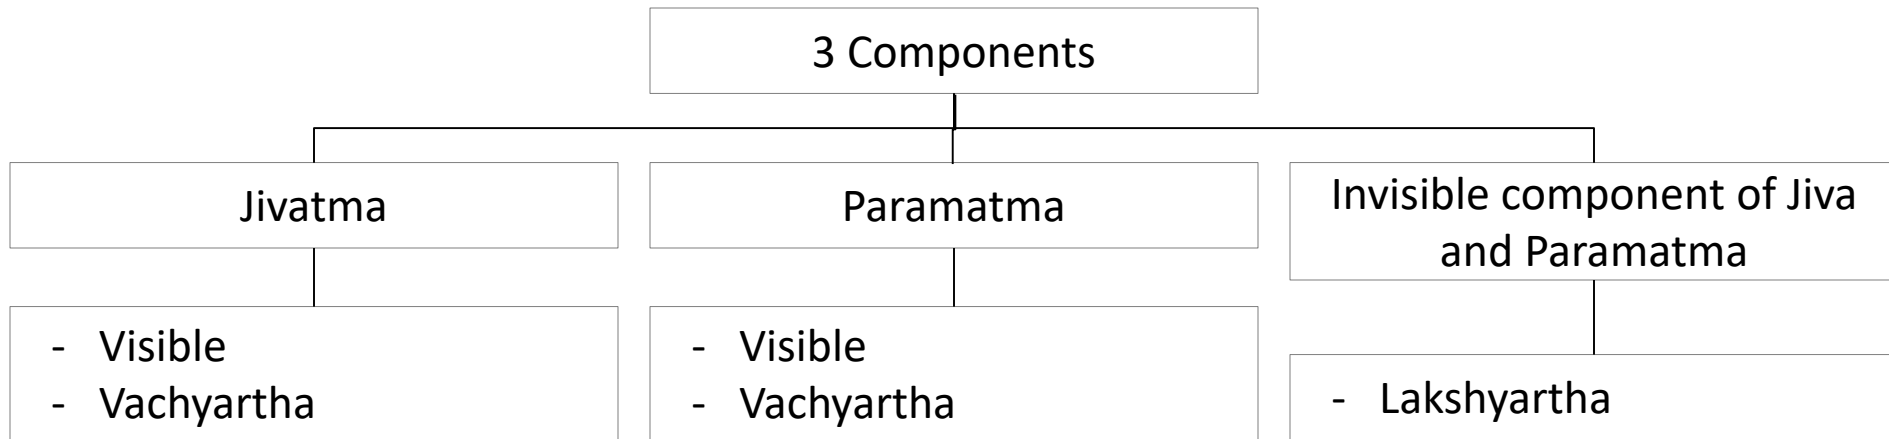 3 Components
Jivatma
Paramatma
Invisible component of Jiva
and Paramatma
- Visible
- Vachyartha
- Visible
- Vachyartha
- Lakshyartha